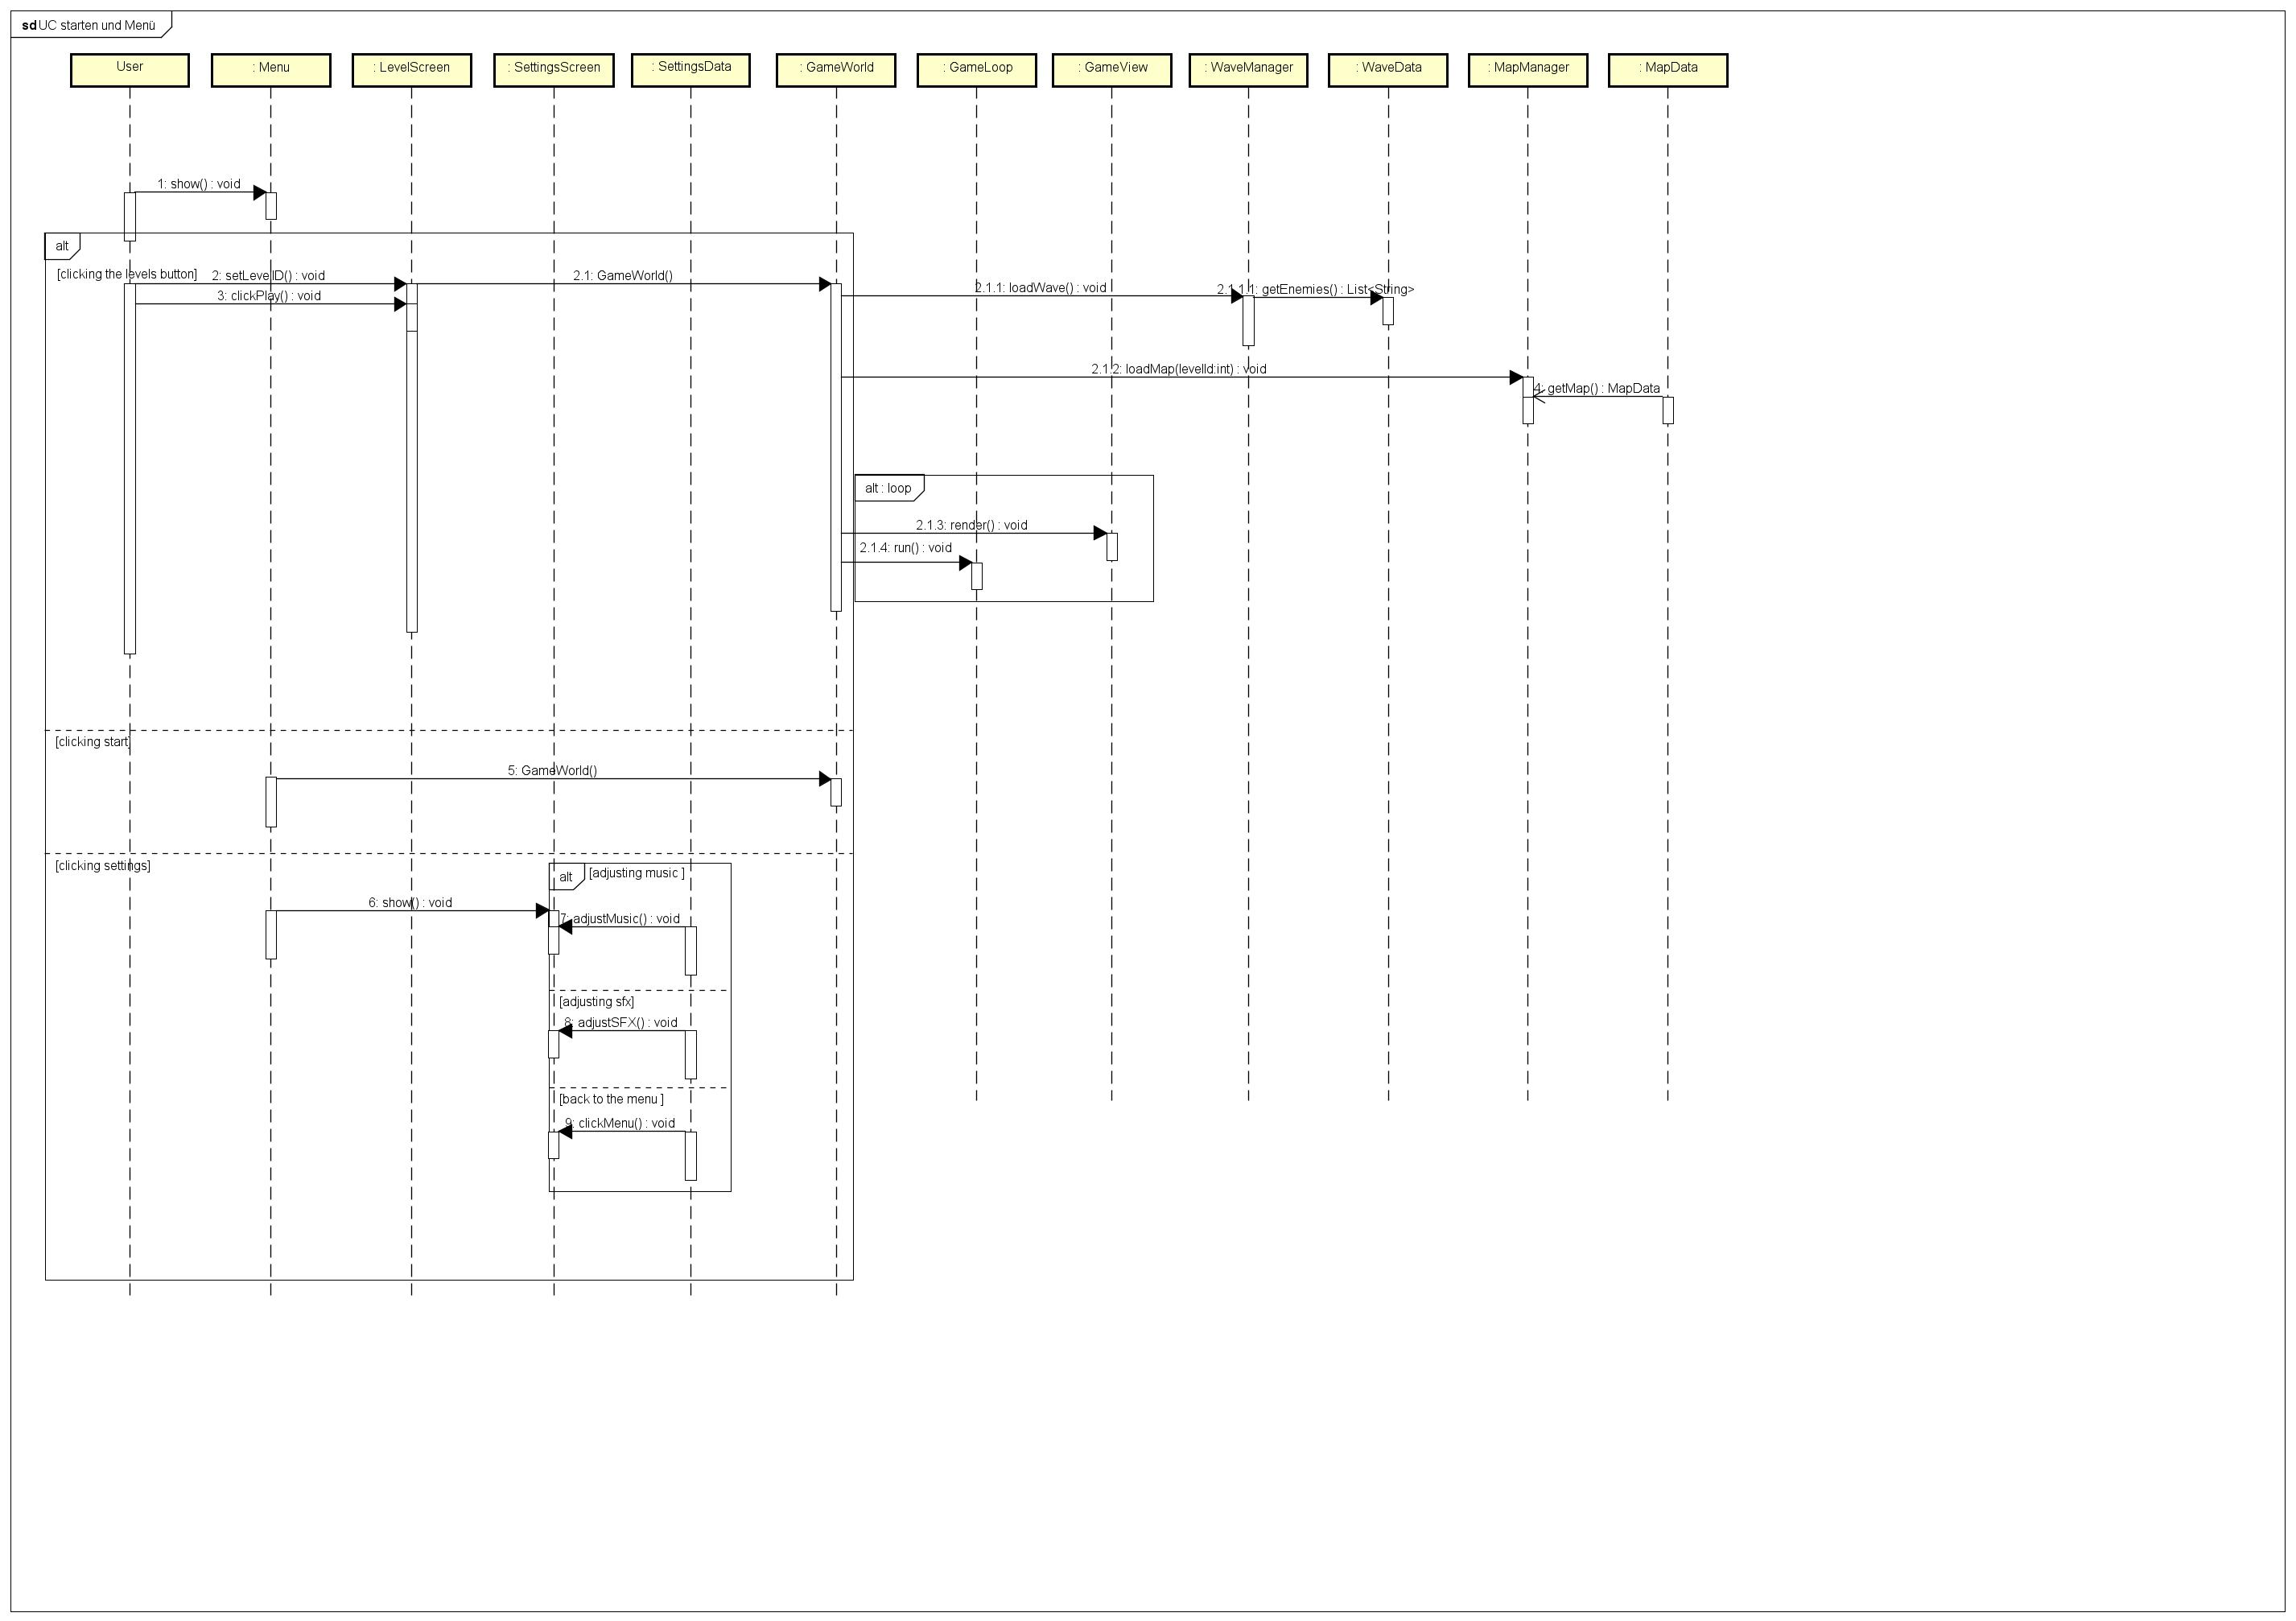 sd UC starten und Menü
User
: Menu
: LevelScreen
: SettingsScreen
: SettingsData
: GameWorld
: GameLoop
: GameView
: WaveManager
: WaveData
: MapManager
: MapData
1: show() : void
alt
[clicking the levels button]
2: setLevelID() : void
2.1: GameWorld()
3: clickPlay() : void
2.1.1: loadWave() : void
2.1.1.1: getEnemies() : List<String>
2.1.2: loadMap(levelId:int) : void
4: getMap() : MapData
alt : loop
2.1.3: render() : void
2.1.4: run() : void
[clicking start]
5: GameWorld()
[clicking settings]
alt
[adjusting music ]
6: show() : void
7: adjustMusic() : void
[adjusting sfx]
8: adjustSFX() : void
[back to the menu ]
9: clickMenu() : void